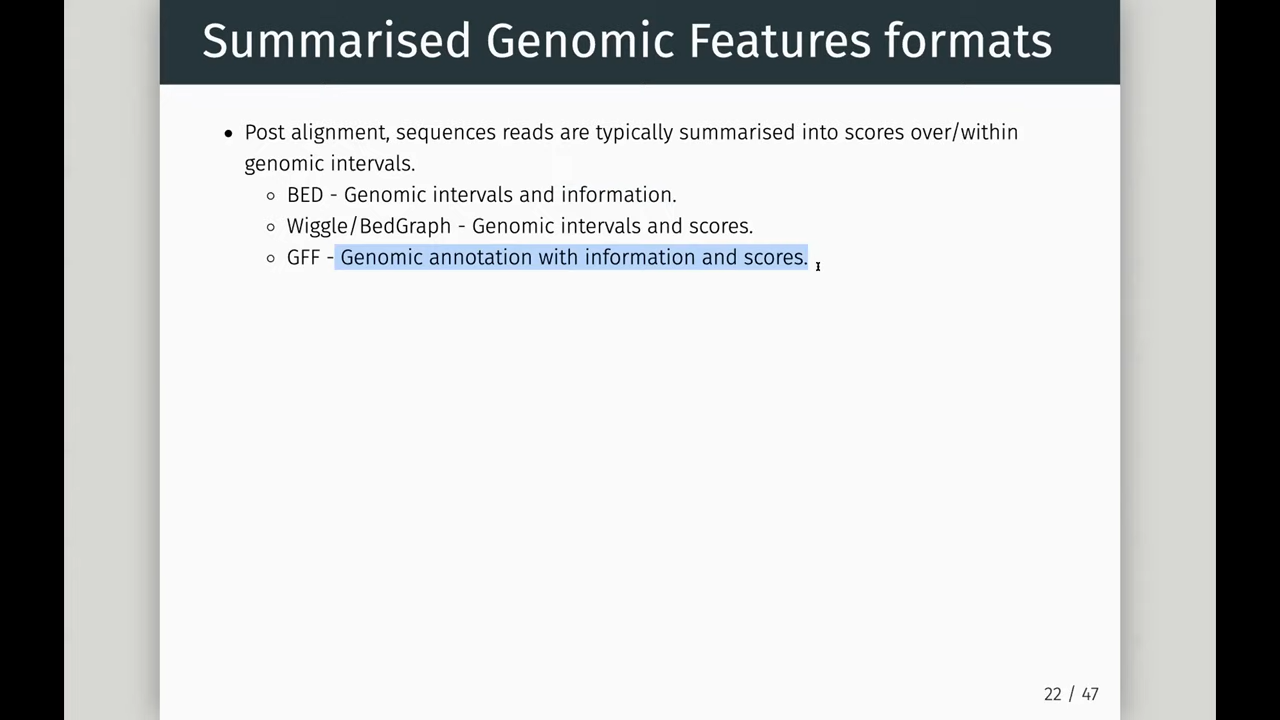 Summarised Genomic Features formats
• Post alignment, sequences reads are typically summarised into scores over/within
genomic intervals.
◦ BED - Genomic intervals and information.
◦ Wiggle/BedGraph - Genomic intervals and scores.
◦ GFF - Genomic annotation with information and scores.
22 / 47